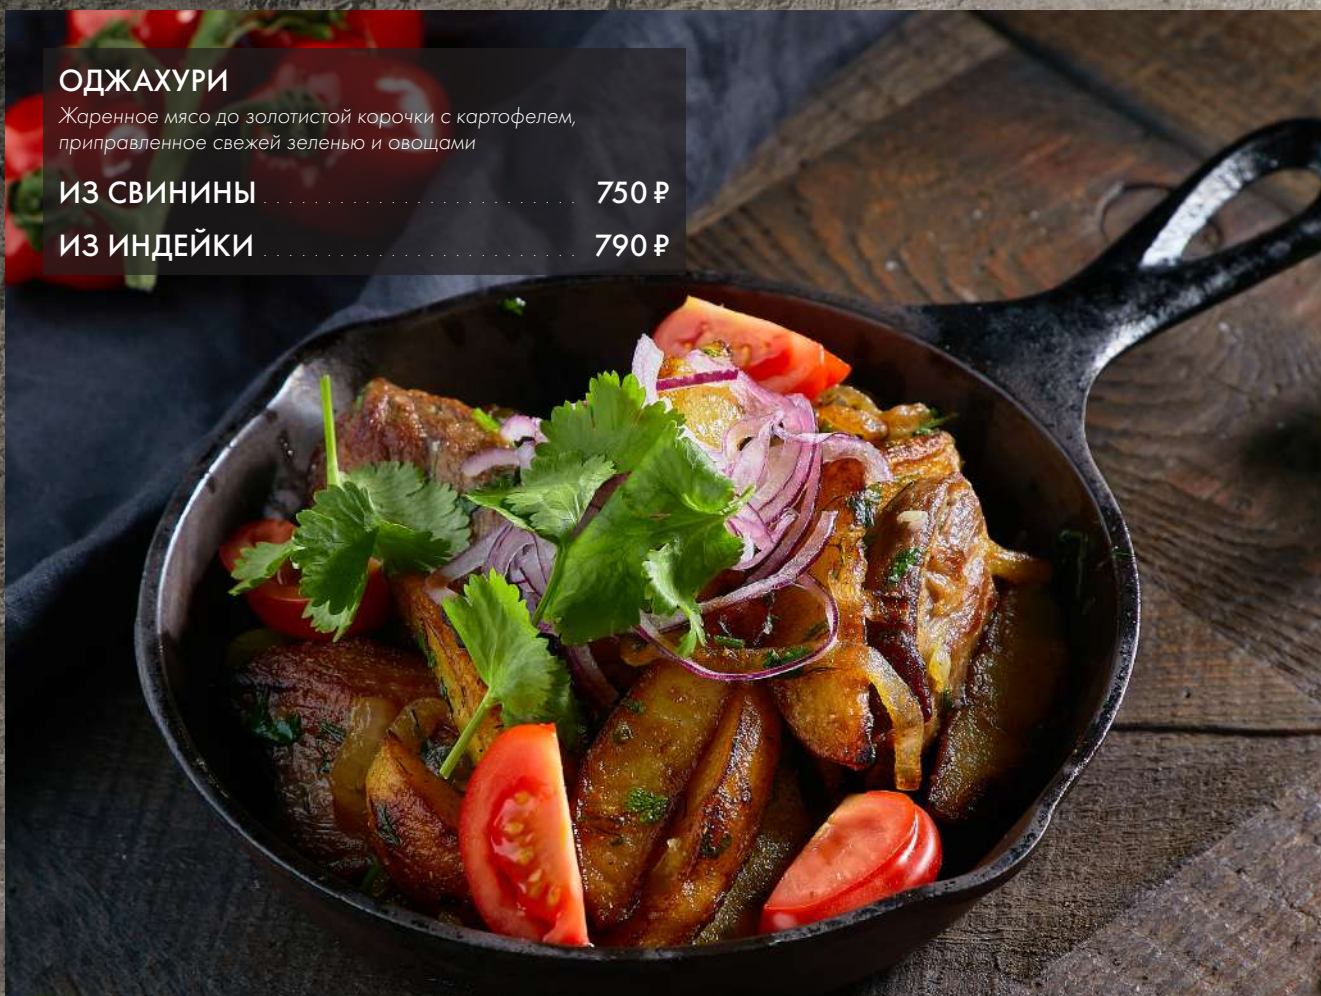 ОДЖАХУРИ
Жаренное мясо до золотистой корочки с картофелем,
приправленное свежей зеленью и овощами
ИЗ СВИНИНЫ . . . . . . . . . . . . . . . . . . . . . . . . . 750 ₽
ИЗ ИНДЕЙКИ . . . . . . . . . . . . . . . . . . . . . . . . . 790 ₽